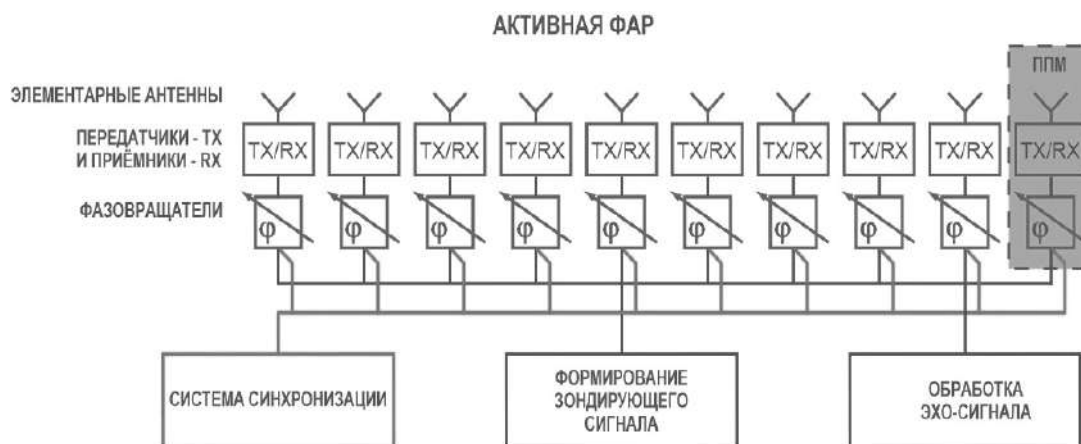 АКТИВНАЯ ФАР
ППМ
ЭЛЕМЕНТАРНЫЕ АНТЕННЫ
ПЕРЕДАТЧИКИ - TX
И ПРИЁМНИКИ - RX
TX/RX TX/RX TX/RX TX/RX TX/RX TX/RX TX/RX TX/RX TX/RX TX/RX
ФАЗОВРАЩАТЕЛИ
φ φ φ φ φ φ φ φ φ φ
СИСТЕМА СИНХРОНИЗАЦИИ
ФОРМИРОВАНИЕ
ЗОНДИРУЮЩЕГО
СИГНАЛА
ОБРАБОТКА
ЭХО-СИГНАЛА